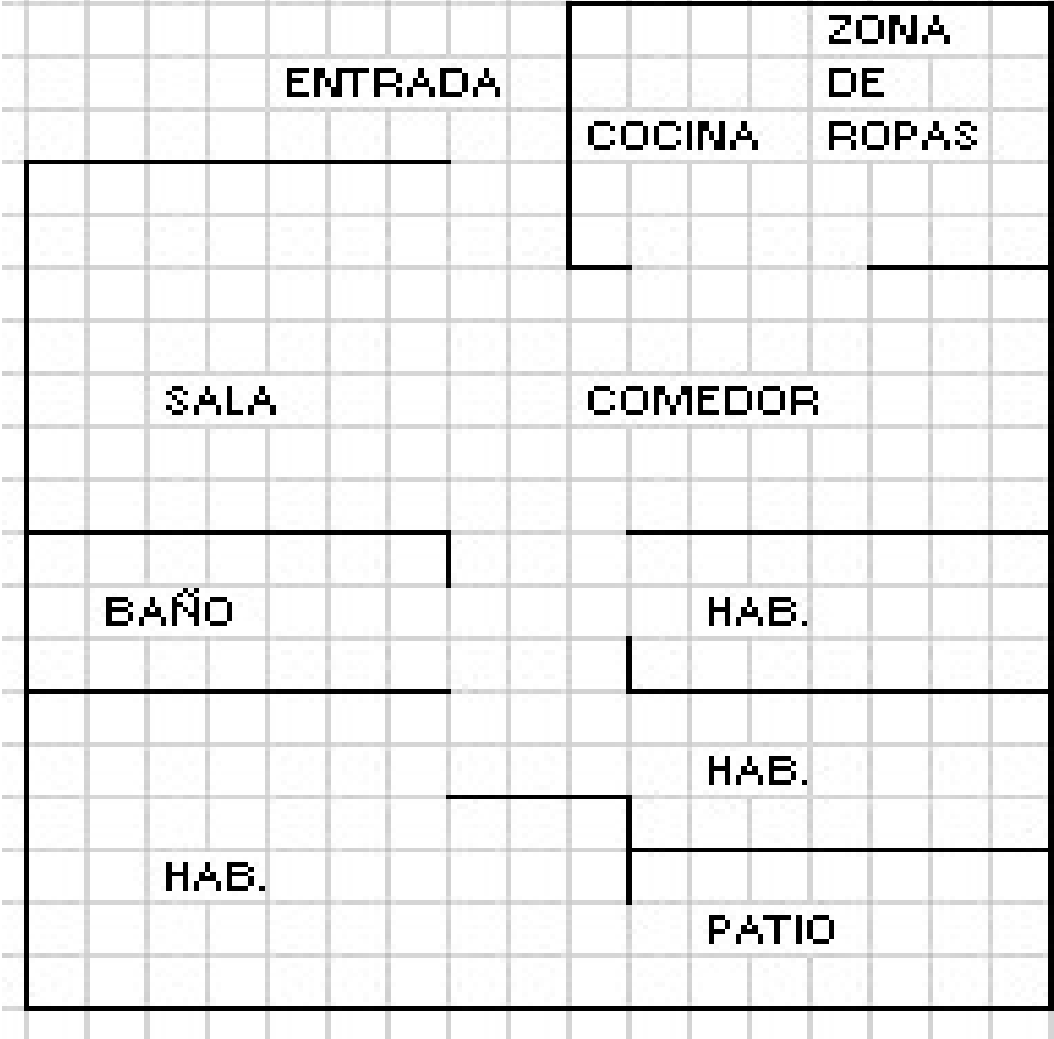 ZONA
DE
ROPAS
ENTRADA
COCINA
SALA
COMEDOR
BAÑO
HAB.
HAB.
HAB.
PATIO